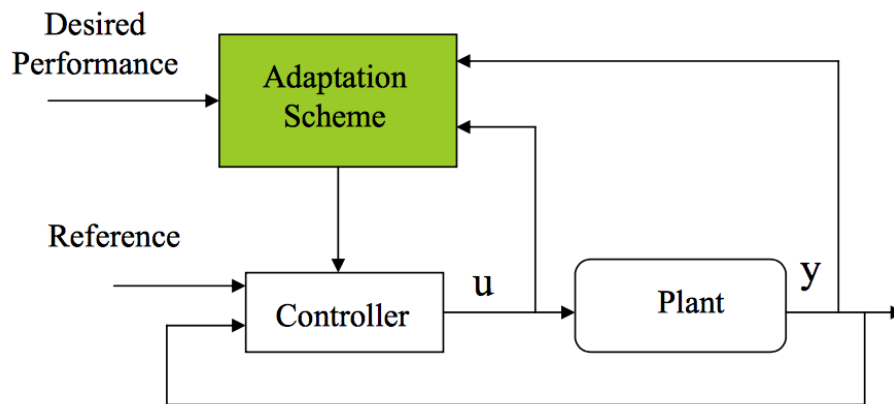 Desired
Performance
Adaptation
Scheme
Reference
Controller
u
Plant
y